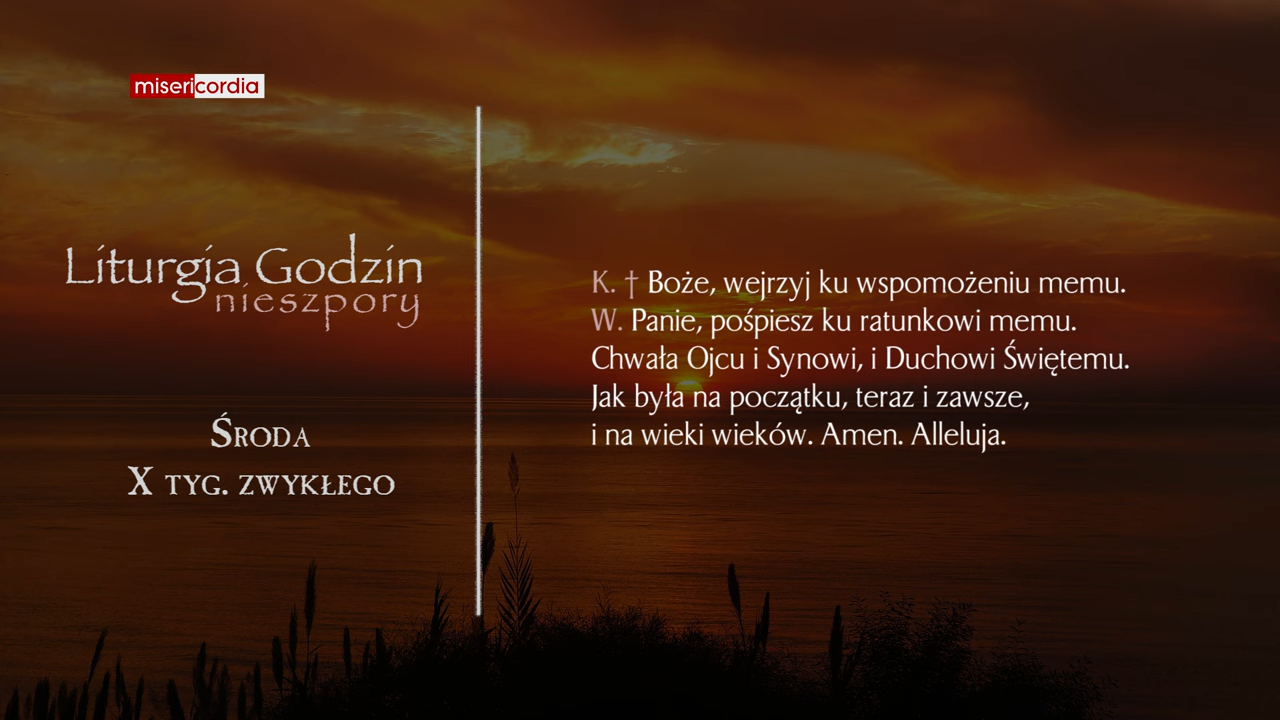 misericordia
Liturgia Godzin
nieszpory
Środa
X tyg. zwykłego
K. † Boże, wejrzyj ku wspomożeniu memu.
W. Panie, pośpiesz ku ratunkowi memu.
Chwała Ojcu i Synowi, i Duchowi Świętemu.
Jak była na początku, teraz i zawsze,
i na wieki wieków. Amen. Alleluja.